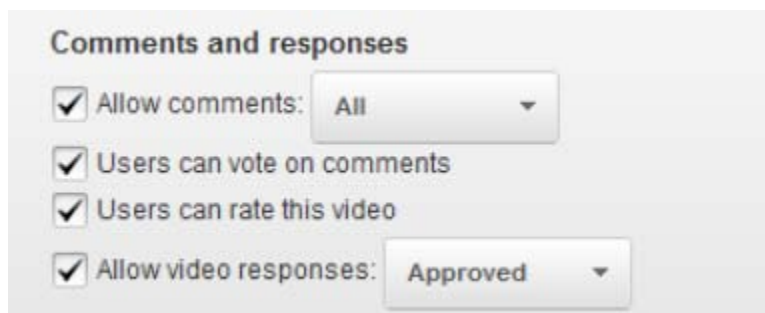 Comments and responses
Allow comments: All
Users can vote on comments
Users can rate this video
Allow video responses: Approved